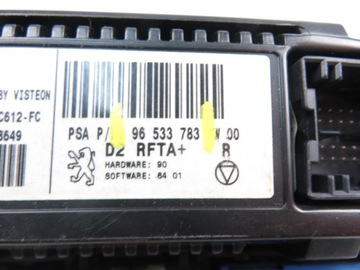 BY VISTEON
C612-FC
8649
PSA P/ 96 533 783 00
D2 RFTA+ R
HARDWARE: 90
SOFTWARE: 64 01